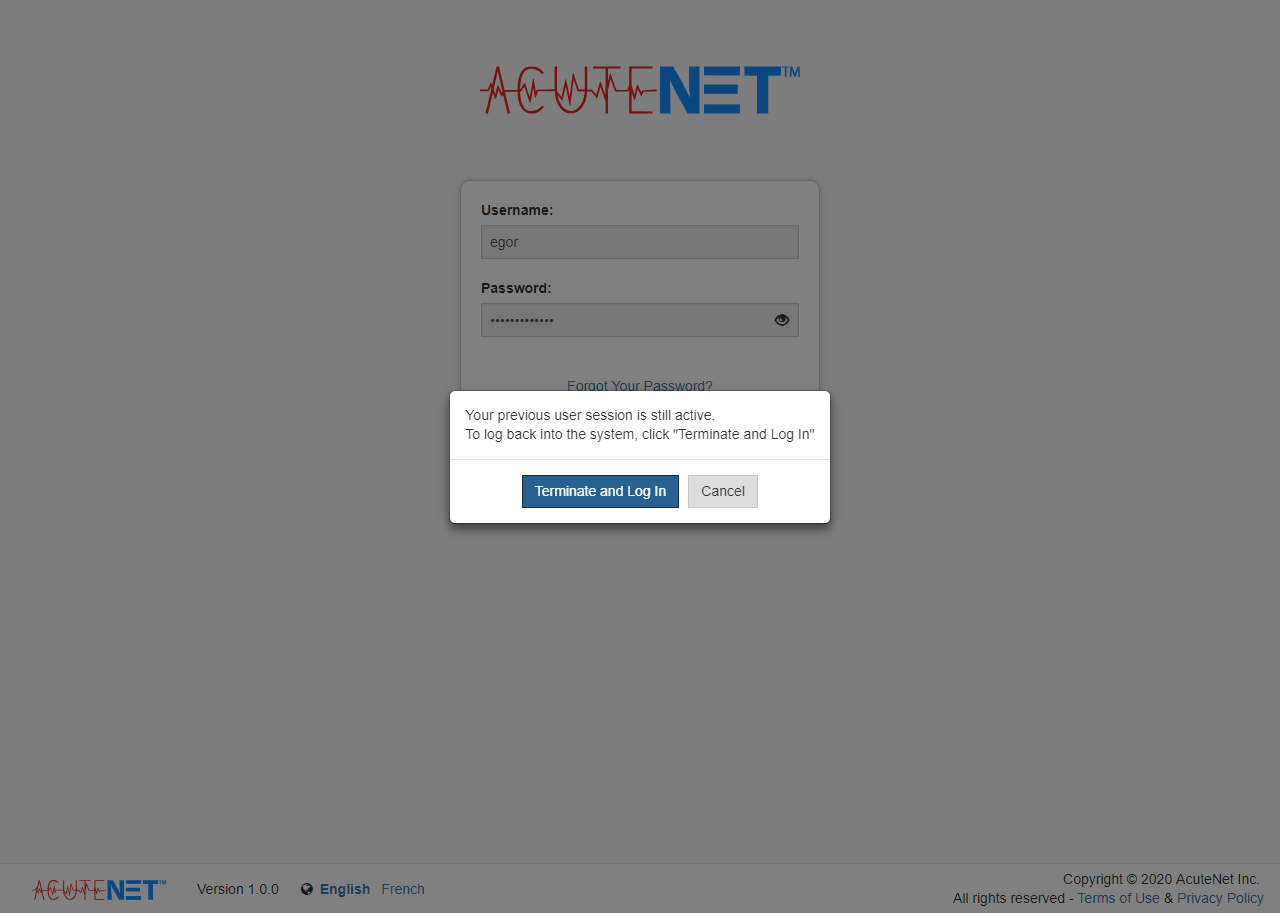 ACUTENET™
Username:
egor
Password:
•••••••••••••
Forgot Your Password?
Your previous user session is still active.
To log back into the system, click "Terminate and Log In"
Terminate and Log In Cancel
ACUTENET™ Version 1.0.0 English French
Copyright © 2020 AcuteNet Inc.
All rights reserved - Terms of Use & Privacy Policy